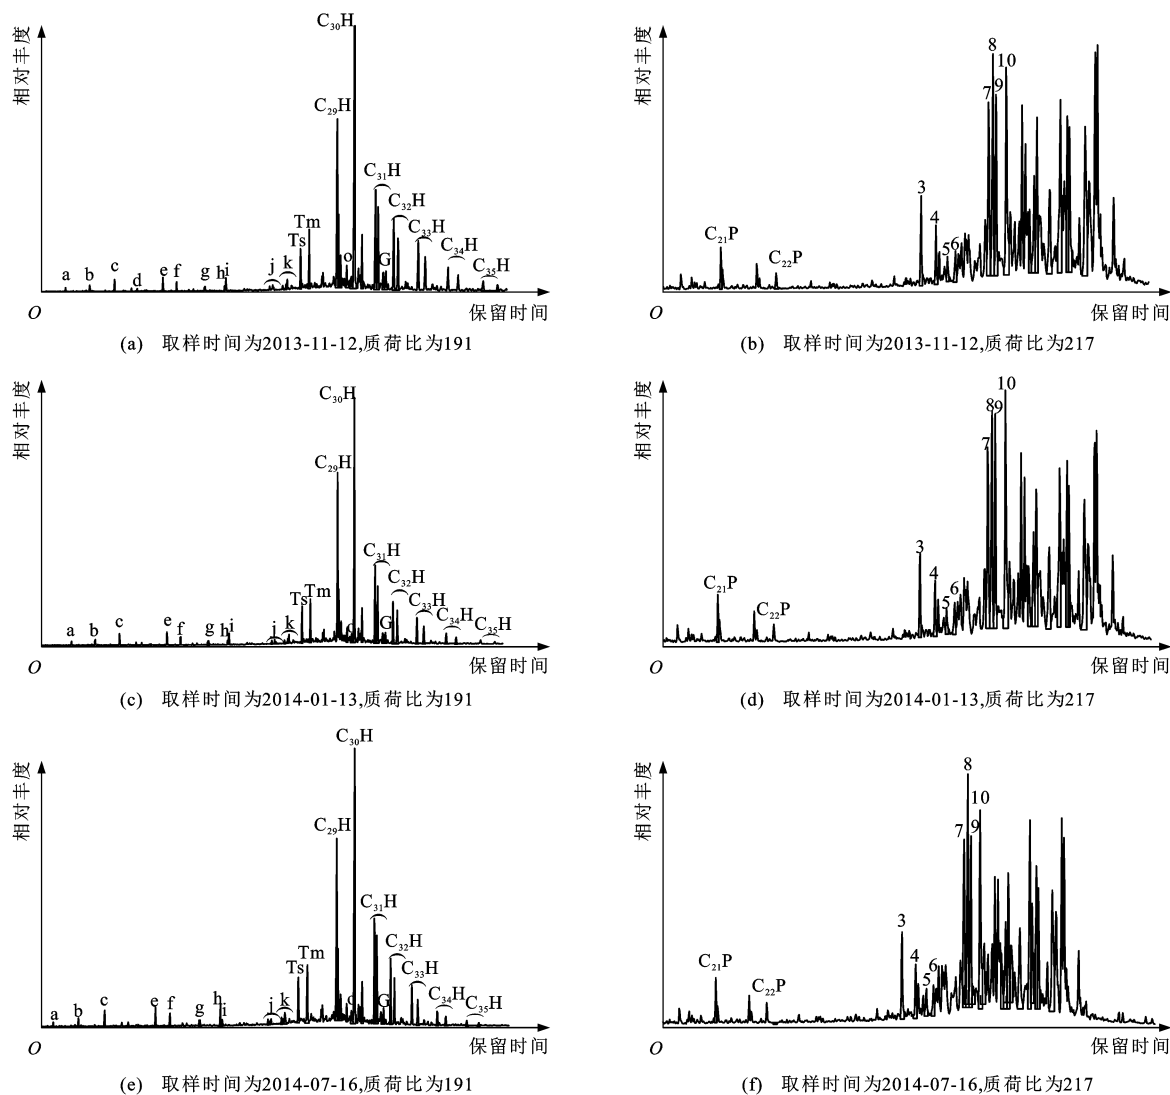 相对丰度
C₃₀H
C₂₉H
C₃₁H
C₃₂H
C₃₃H
C₃₄H
C₃₅H
Tm
Ts
a b c d e f g h i j k o G
O
保留时间
(a) 取样时间为2013-11-12,质荷比为191
相对丰度
8
10
9
7
3
4
5 6
C₂₁P
C₂₂P
O
保留时间
(b) 取样时间为2013-11-12,质荷比为217
相对丰度
C₃₀H
C₂₉H
C₃₁H
C₃₂H
C₃₃H
C₃₄H
C₃₅H
Ts Tm
a b c e f g h i j k o G
O
保留时间
(c) 取样时间为2014-01-13,质荷比为191
相对丰度
10
8 9
7
3
4
5 6
C₂₁P
C₂₂P
O
保留时间
(d) 取样时间为2014-01-13,质荷比为217
相对丰度
C₃₀H
C₂₉H
C₃₁H
C₃₂H
C₃₃H
C₃₄H
C₃₅H
Tm
Ts
a b c e f g h i j k o G
O
保留时间
(e) 取样时间为2014-07-16,质荷比为191
相对丰度
8
10
7 9
3
4
5 6
C₂₁P
C₂₂P
O
保留时间
(f) 取样时间为2014-07-16,质荷比为217